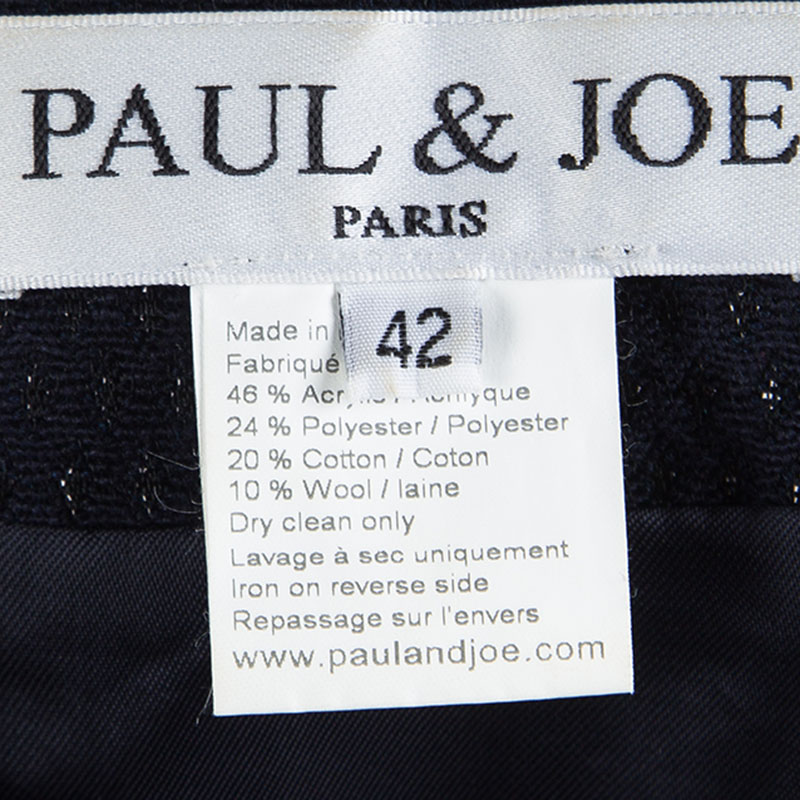 PAUL & JOE
PARIS
42
Made in
Fabriqué
46 % /
24 % Polyester / Polyester
20 % Cotton / Coton
10 % Wool / laine
Dry clean only
Lavage à sec uniquement
Iron on reverse side
Repassage sur l'envers
www.paulandjoe.com